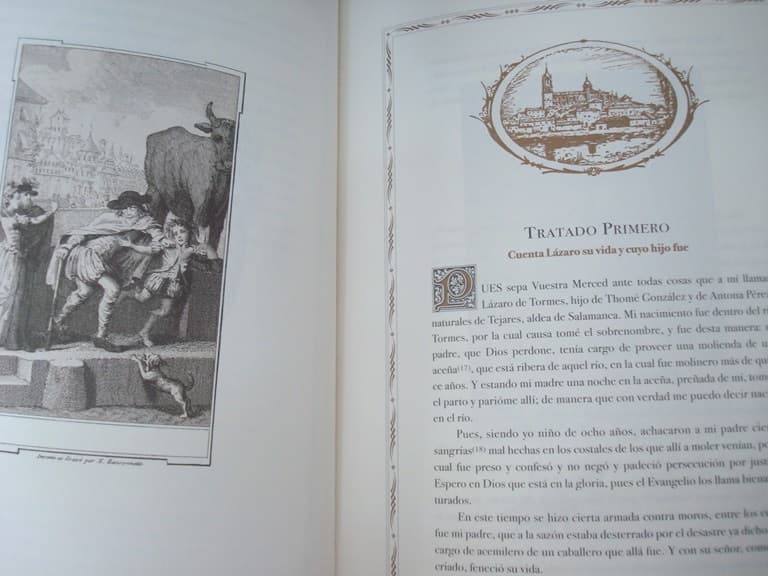 TRATADO PRIMERO
Cuenta Lázaro su vida y cuyo hijo fue
PUES sepa Vuestra Merced ante todas cosas que a mí llama
Lázaro de Tormes, hijo de Thomé González y de Antona Pére
naturales de Tejares, aldea de Salamanca. Mi nacimiento fue dentro del r
Tormes, por la cual causa tomé el sobrenombre, y fue desta manera:
padre, que Dios perdone, tenía cargo de proveer una molienda de u
aceña(17), que está ribera de aquel río, en la cual fue molinero más de qu
ce años. Y estando mi madre una noche en la aceña, preñada de mí, tomó
el parto y parióme allí; de manera que con verdad me puedo decir naci
en el río.
Pues, siendo yo niño de ocho años, achacaron a mi padre cie
sangrías(18) mal hechas en los costales de los que allí a moler venían, po
cual fue preso y confesó y no negó y padeció persecución por just
Espero en Dios que está en la gloria, pues el Evangelio los llama biena
turados.
En este tiempo se hizo cierta armada contra moros, entre los cu
fue mi padre, que a la sazón estaba desterrado por el desastre ya dicho
cargo de acemilero de un caballero que allá fue. Y con su señor, como
criado, feneció su vida.